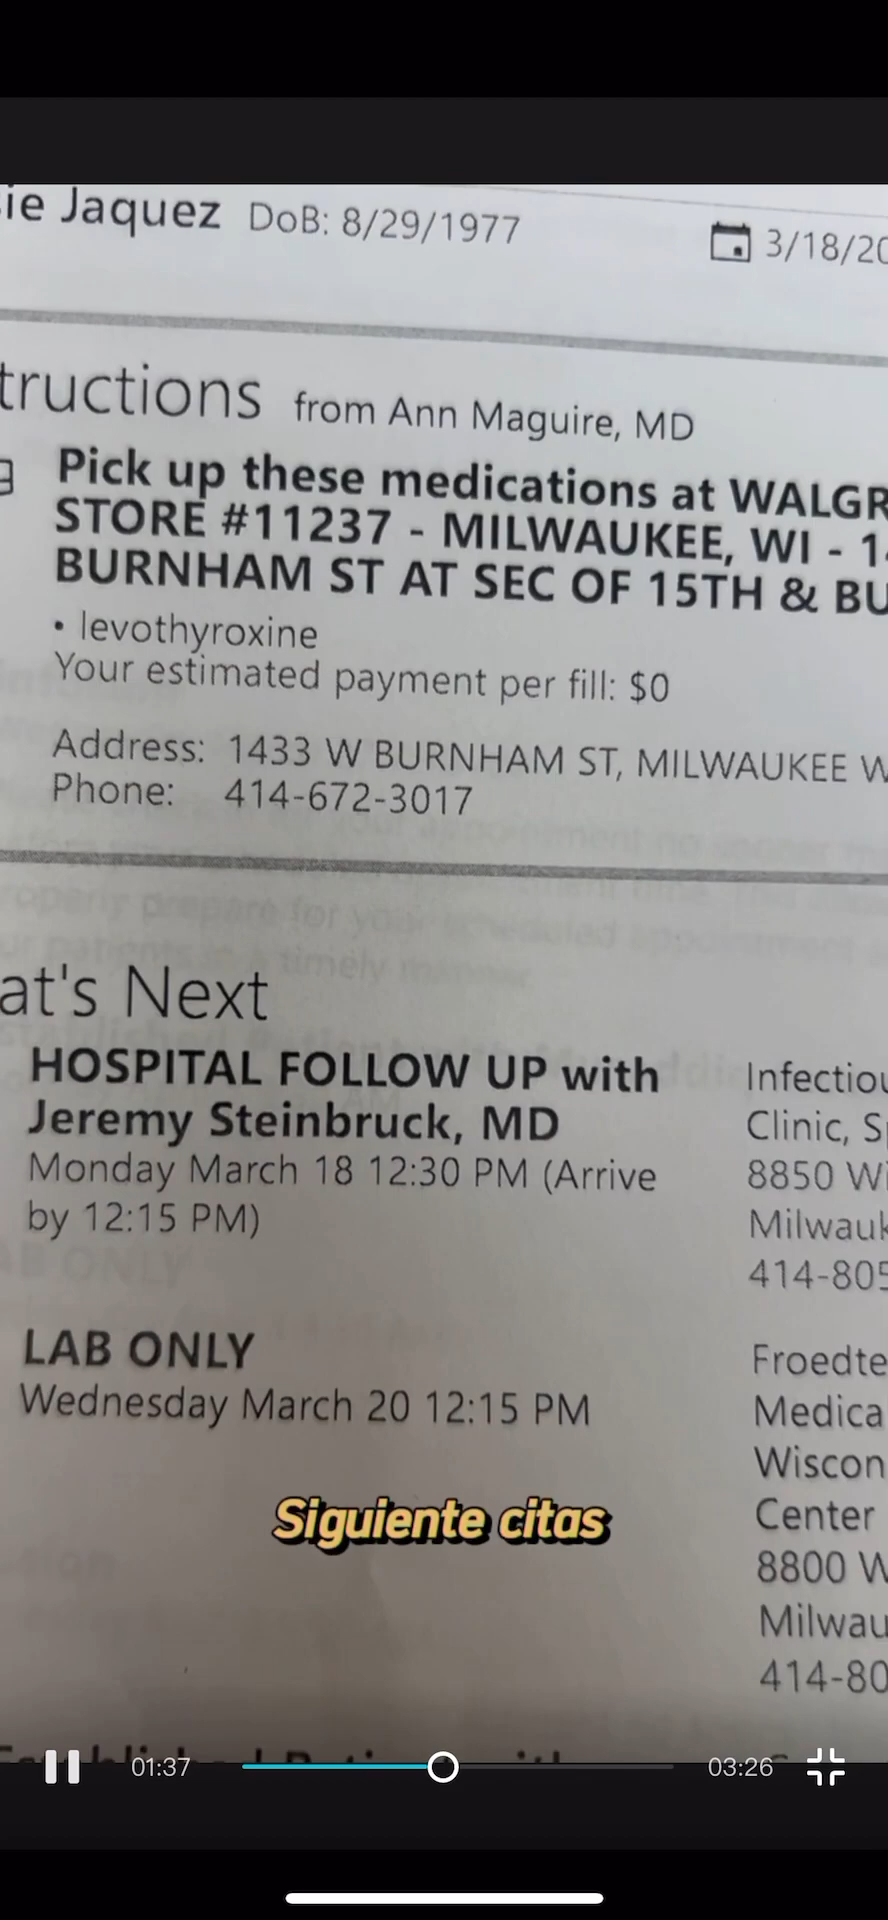 ie Jaquez DoB: 8/29/1977
3/18/20
tructions from Ann Maguire, MD
Pick up these medications at WALGR
STORE #11237 - MILWAUKEE, WI - 1
BURNHAM ST AT SEC OF 15TH & BU
• levothyroxine
Your estimated payment per fill: $0
Address: 1433 W BURNHAM ST, MILWAUKEE W
Phone: 414-672-3017
at's Next
HOSPITAL FOLLOW UP with
Jeremy Steinbruck, MD
Monday March 18 12:30 PM (Arrive
by 12:15 PM)
Infectiou
Clinic, Sp
8850 Wi
Milwauk
414-805
LAB ONLY
Wednesday March 20 12:15 PM
Froedte
Medica
Wiscon
Center
8800 W
Milwau
414-80
Siguiente citas
01:37
03:26